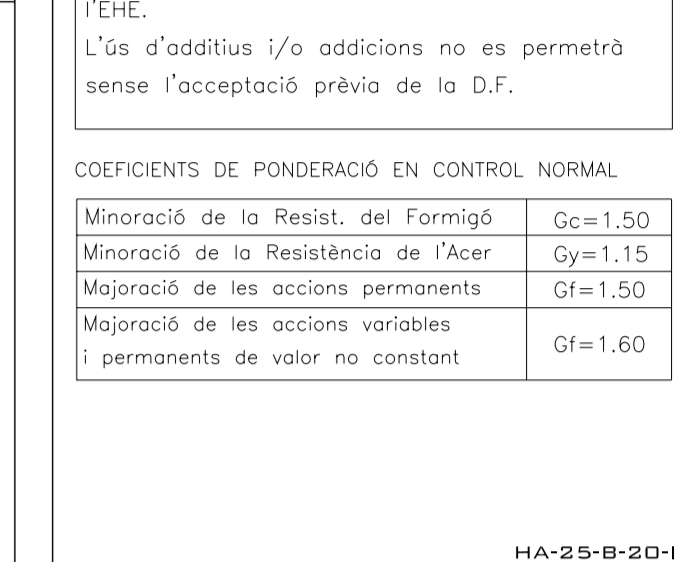 l'EHE.
L'ús d'additius i/o addicions no es permetrà
sense l'acceptació prèvia de la D.F.
COEFICIENTS DE PONDERACIÓ EN CONTROL NORMAL
Minoració de la Resist. del Formigó Gc=1.50
Minoració de la Resistència de l'Acer Gy=1.15
Majoració de les accions permanents Gf=1.50
Majoració de les accions variables
i permanents de valor no constant Gf=1.60
HA-25-B-20-